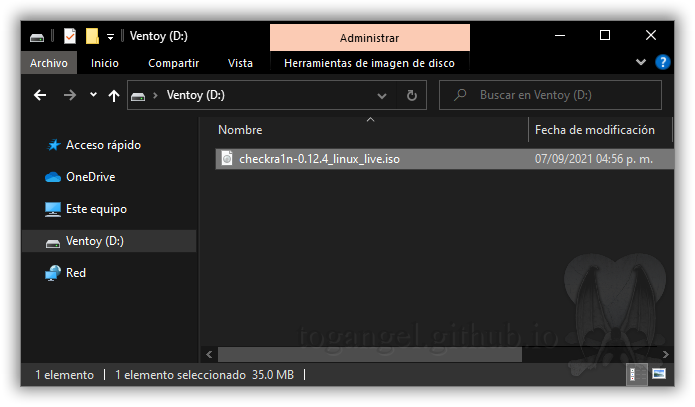 Ventoy (D:)
Administrar
Archivo Inicio Compartir Vista Herramientas de imagen de disco
Ventoy (D:) Buscar en Ventoy (D:)
Nombre Fecha de modificación
Acceso rápido checkra1n-0.12.4_linux_live.iso 07/09/2021 04:56 p. m.
OneDrive
Este equipo
Ventoy (D:)
Red
togangel.github.io
1 elemento 1 elemento seleccionado 35.0 MB